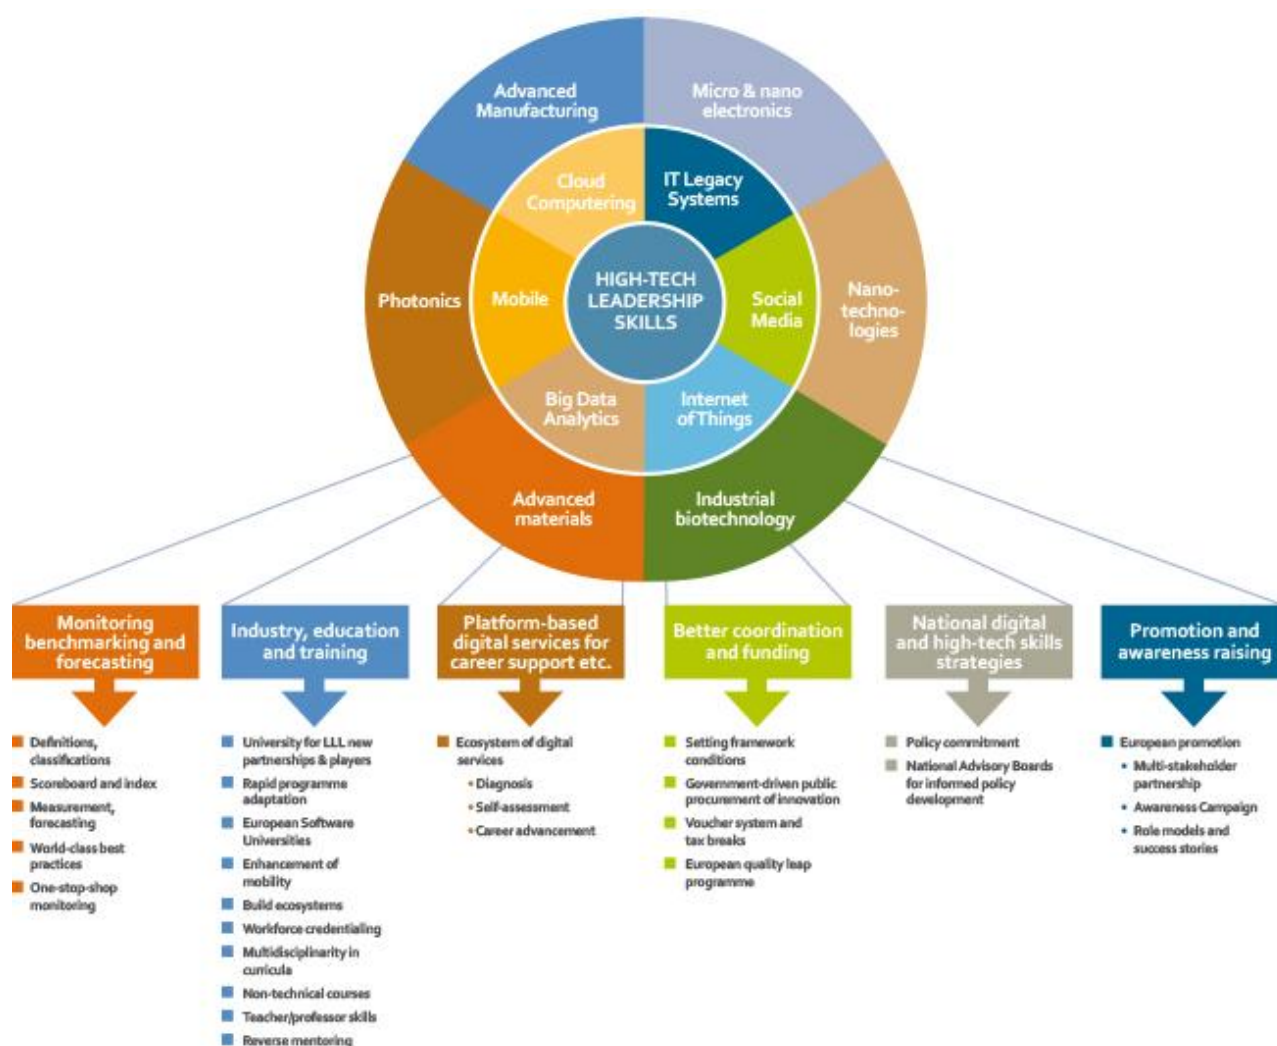 Advanced
Manufacturing
Micro & nano
electronics
Cloud
Computering
IT Legacy
Systems
HIGH-TECH
LEADERSHIP
SKILLS
Photonics
Mobile
Social
Media
Nano-
techno-
logies
Big Data
Analytics
Internet
of Things
Advanced
materials
Industrial
biotechnology
Monitoring
benchmarking and
forecasting
Industry, education
and training
Platform-based
digital services for
career support etc.
Better coordination
and funding
National digital
and high-tech skills
strategies
Promotion and
awareness raising
Definitions,
classifications
Scoreboard and index
Measurement,
forecasting
World-class best
practices
One-stop-shop
monitoring
University for LLL new
partnerships & players
Rapid programme
adaptation
European Software
Universities
Enhancement of
mobility
Build ecosystems
Workforce credentialing
Multidisciplinarity in
curricula
Non-technical courses
Teacher/professor skills
Reverse mentoring
Ecosystem of digital
services
• Diagnosis
• Self-assessment
• Career advancement
Setting framework
conditions
Government-driven public
procurement of innovation
Voucher system and
tax breaks
European quality leap
programme
Policy commitment
National Advisory Boards
for informed policy
development
European promotion
• Multi-stakeholder
partnership
• Awareness Campaign
• Role models and
success stories